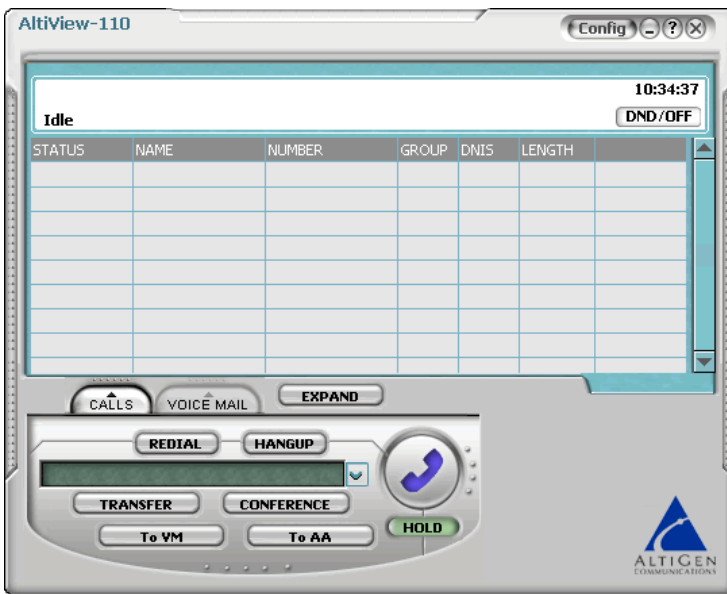 AltiView-110
Config ?
10:34:37
Idle DND/OFF
STATUS NAME NUMBER GROUP DNIS LENGTH
CALLS VOICE MAIL EXPAND
REDIAL HANGUP
TRANSFER CONFERENCE
HOLD
To VM To AA
ALTIGEN
COMMUNICATIONS